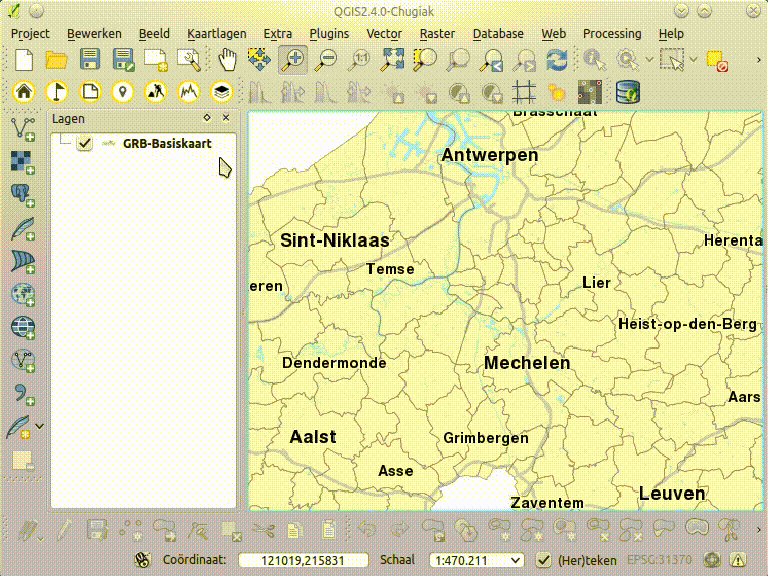 QGIS2.4.0-Chugiak
Project Bewerken Beeld Kaartlagen Extra Plugins Vector Raster Database Web Processing Help
1:1
Lagen
GRB-Basiskaart
Brasschaat
Antwerpen
Sint-Niklaas
Herenta
Temse
eren
Lier
Heist-op-den-Berg
Dendermonde
Mechelen
Aars
Aalst
Grimbergen
Asse
Leuven
Zaventem
Coördinaat: 121019,215831 Schaal 1:470.211 (Her)teken EPSG:31370